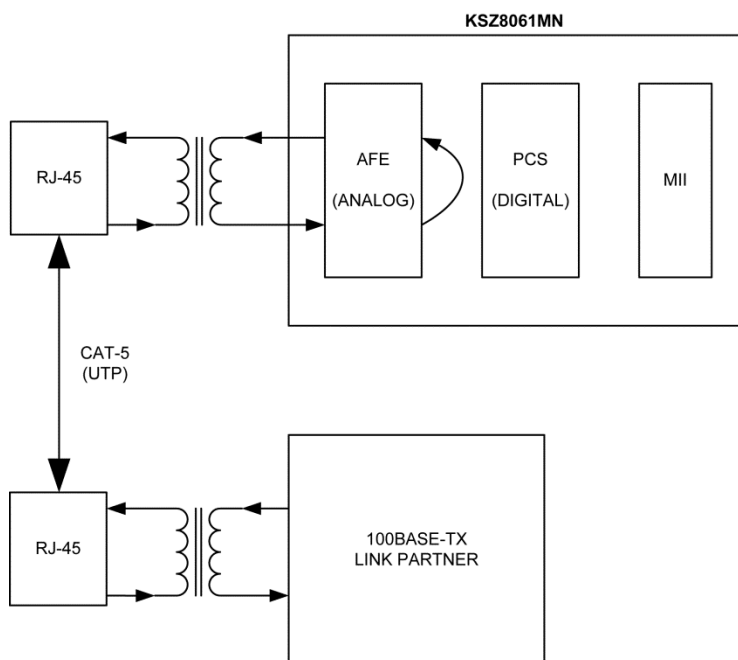 KSZ8061MN
RJ-45
AFE
(ANALOG)
PCS
(DIGITAL)
MII
CAT-5
(UTP)
RJ-45
100BASE-TX
LINK PARTNER